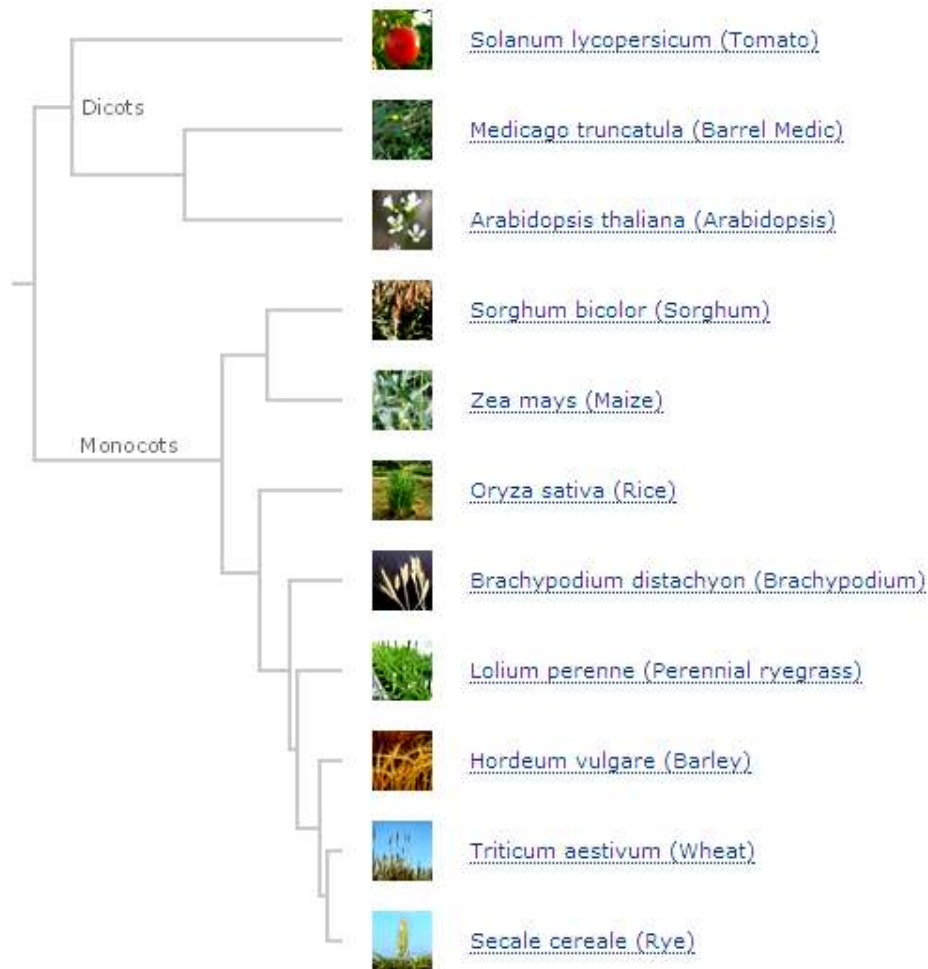 Solanum lycopersicum (Tomato)
Dicots
Medicago truncatula (Barrel Medic)
Arabidopsis thaliana (Arabidopsis)
Sorghum bicolor (Sorghum)
Zea mays (Maize)
Monocots
Oryza sativa (Rice)
Brachypodium distachyon (Brachypodium)
Lolium perenne (Perennial ryegrass)
Hordeum vulgare (Barley)
Triticum aestivum (Wheat)
Secale cereale (Rye)